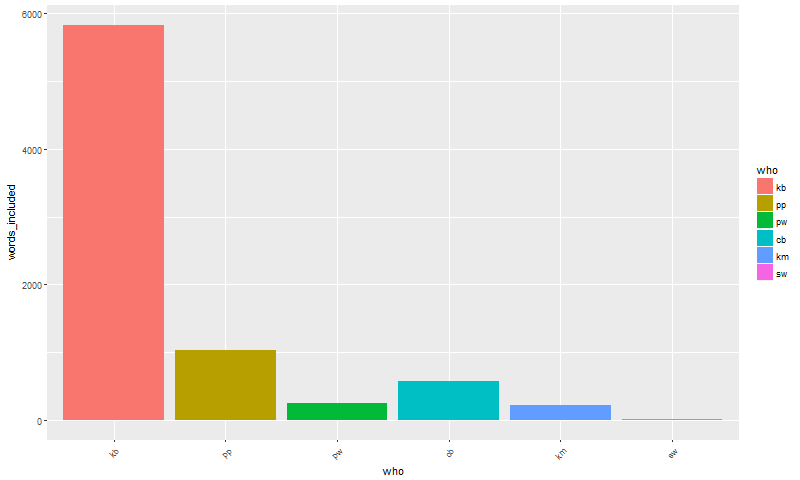 6000
4000
2000
0
words_included
kb
pp
pw
cb
km
sw
who
who
kb
pp
pw
cb
km
sw